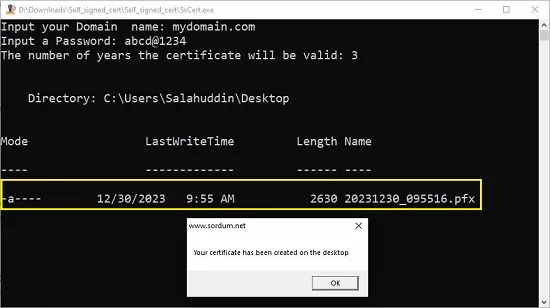 D:\Downloads\Self_signed_cert\Self_signed_cert\SsCert.exe
Input your Domain  name: mydomain.com
Input a Password: abcd@1234
The number of years the certificate will be valid: 3
Directory: C:\Users\Salahuddin\Desktop
Mode LastWriteTime Length Name
---- ------------- ------ ----
-a---- 12/30/2023 9:55 AM 2630 20231230_095516.pfx
www.sordum.net
Your certificate has been created on the desktop
OK